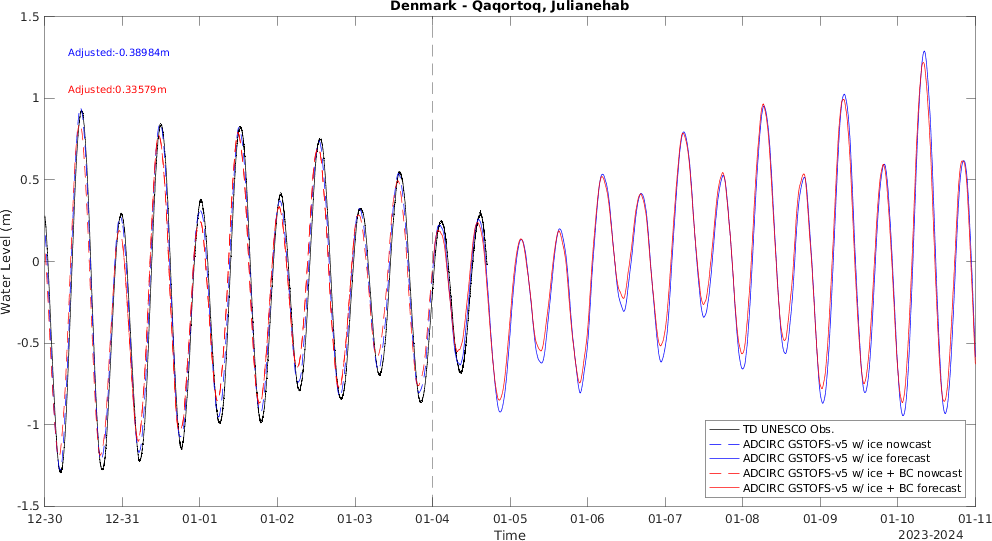 Denmark - Qaqortoq, Julianehab
1.5
1
0.5
0
-0.5
-1
-1.5
Water Level (m)
Adjusted:-0.38984m
Adjusted:0.33579m
TD UNESCO Obs.
ADCIRC GSTOFS-v5 w/ ice nowcast
ADCIRC GSTOFS-v5 w/ ice forecast
ADCIRC GSTOFS-v5 w/ ice + BC nowcast
ADCIRC GSTOFS-v5 w/ ice + BC forecast
12-30 12-31 01-01 01-02 01-03 01-04 01-05 01-06 01-07 01-08 01-09 01-10 01-11
Time
2023-2024